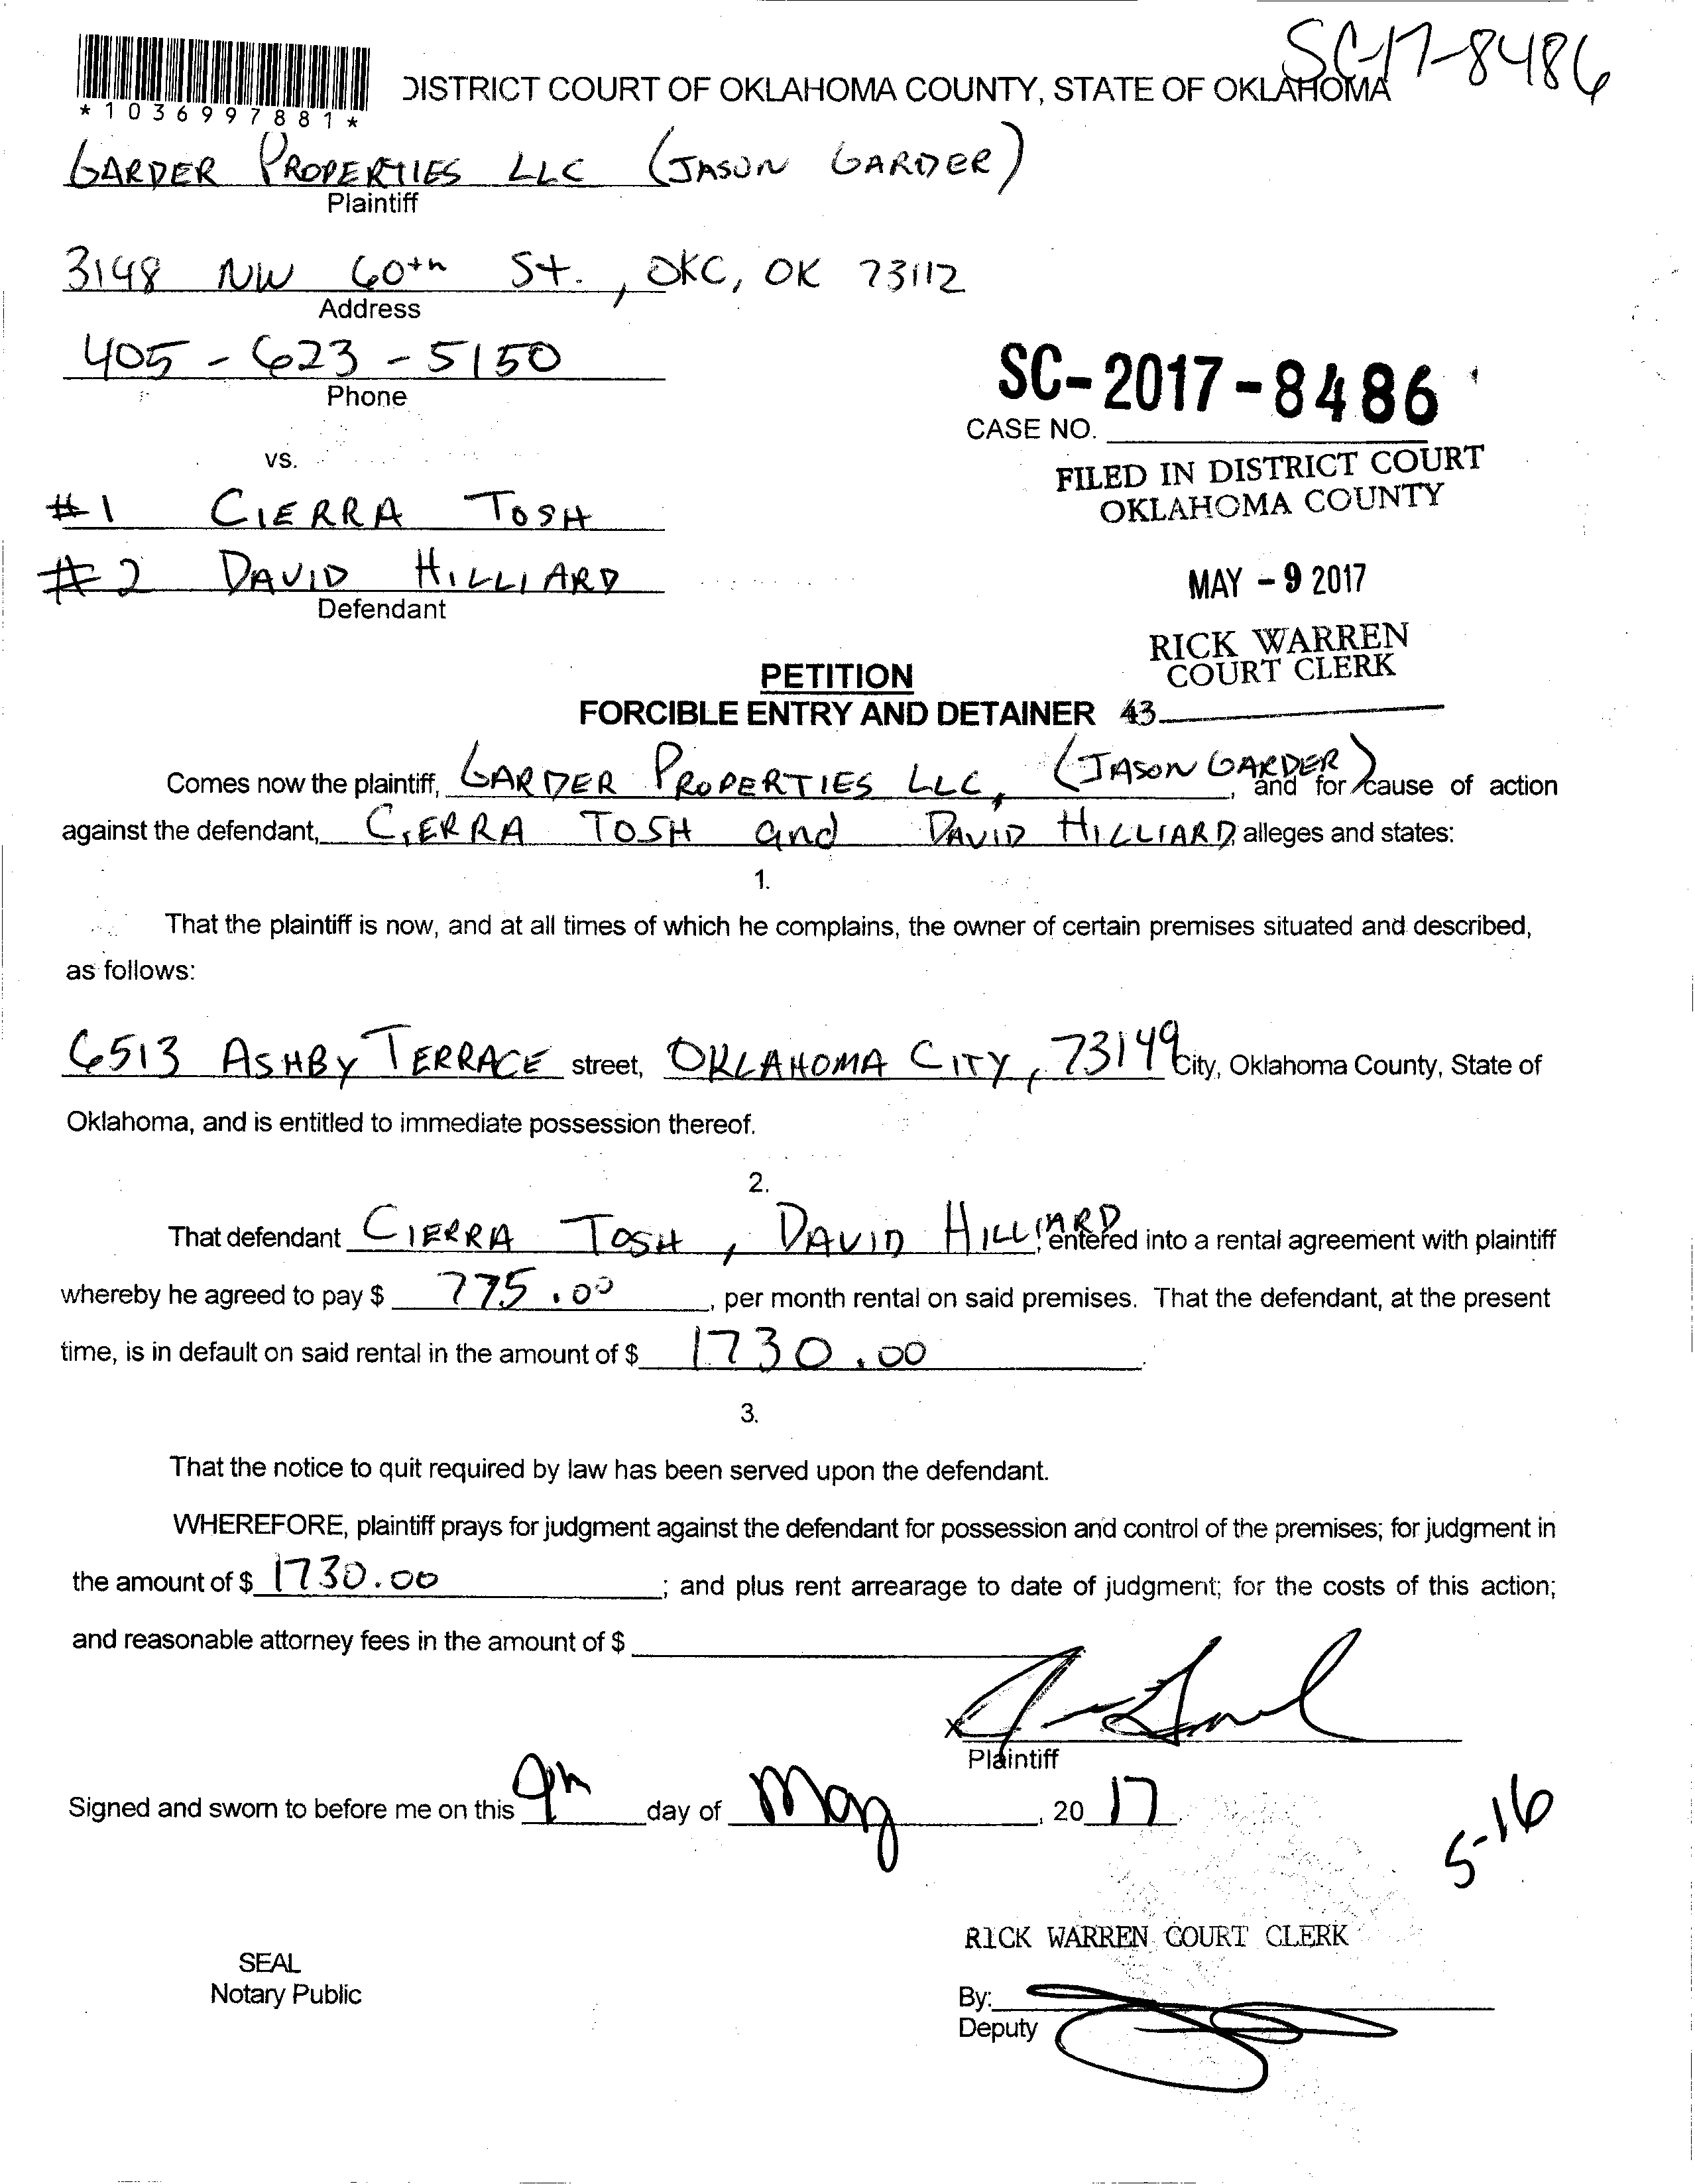 SC-17-8486
*1036997881*
DISTRICT COURT OF OKLAHOMA COUNTY, STATE OF OKLAHOMA
GARDER PROPERTIES LLC (JASON GARDER)
Plaintiff
3148 NW 60th St., OKC, OK 73112
Address
405-623-5150
Phone
SC-2017-8486
CASE NO.
vs.
FILED IN DISTRICT COURT
OKLAHOMA COUNTY
#1 CIERRA TOSH
#2 DAVID HILLIARD
Defendant
MAY -9 2017
RICK WARREN
COURT CLERK
PETITION
FORCIBLE ENTRY AND DETAINER 43
Comes now the plaintiff, GARDER PROPERTIES LLC, (JASON GARDER), and for cause of action
against the defendant, CIERRA TOSH and DAVID HILLIARD, alleges and states:
1.
That the plaintiff is now, and at all times of which he complains, the owner of certain premises situated and described,
as follows:
6513 ASHBY TERRACE street, OKLAHOMA CITY, 73149 City, Oklahoma County, State of
Oklahoma, and is entitled to immediate possession thereof.
2.
That defendant CIERRA TOSH, DAVID HILLIARD, entered into a rental agreement with plaintiff
whereby he agreed to pay $ 775.00, per month rental on said premises. That the defendant, at the present
time, is in default on said rental in the amount of $ 1730.00.
3.
That the notice to quit required by law has been served upon the defendant.
WHEREFORE, plaintiff prays for judgment against the defendant for possession and control of the premises; for judgment in
the amount of $ 1730.00; and plus rent arrearage to date of judgment; for the costs of this action;
and reasonable attorney fees in the amount of $
x
Plaintiff
Signed and sworn to before me on this 9th day of May, 2017
5-16
RICK WARREN COURT CLERK
SEAL
Notary Public
By:
Deputy